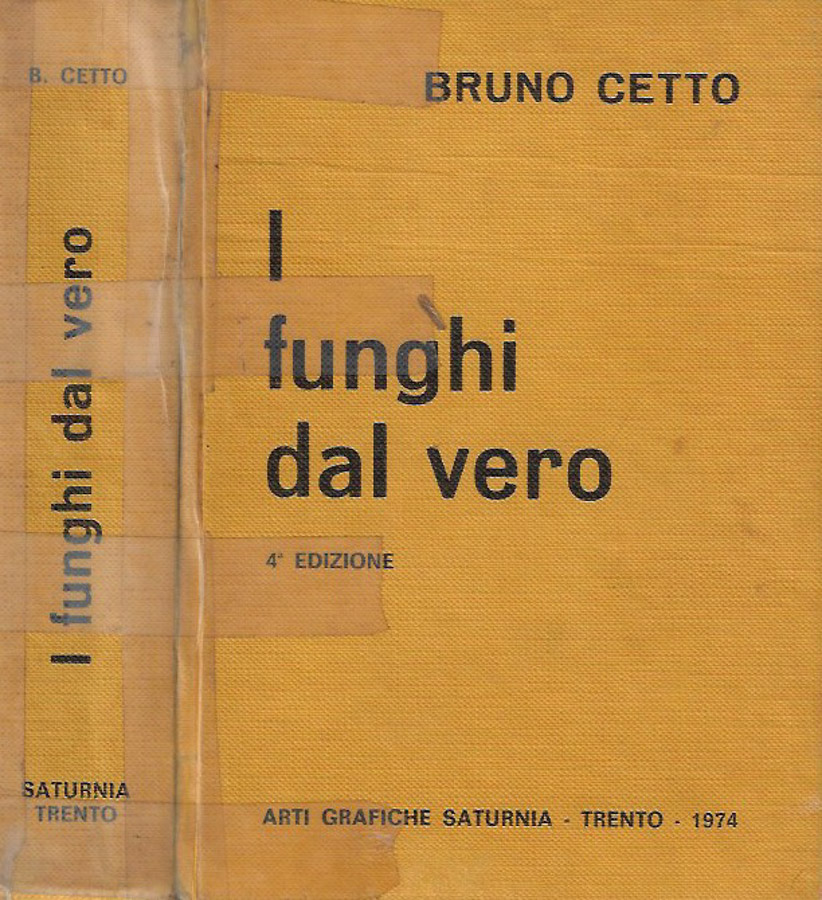 B. CETTO
I funghi dal vero
SATURNIA
TRENTO
BRUNO CETTO
I
funghi
dal vero
4ª EDIZIONE
ARTI GRAFICHE SATURNIA - TRENTO - 1974